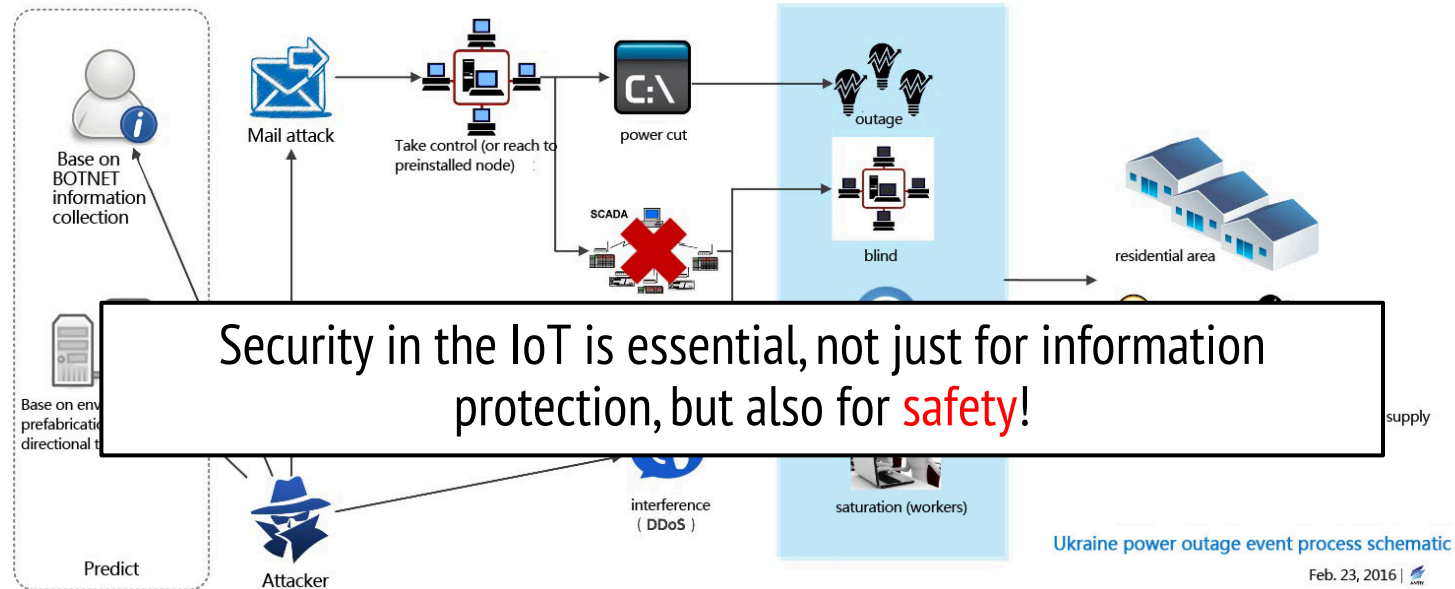 Base on
BOTNET
information
collection
Mail attack
Take control (or reach to
preinstalled node)
C:\
power cut
SCADA
outage
blind
residential area
Security in the IoT is essential, not just for information
protection, but also for safety!
Base on
directional
supply
interference
( DDoS )
saturation (workers)
Predict
Attacker
Ukraine power outage event process schematic
Feb. 23, 2016 |
ANTIY